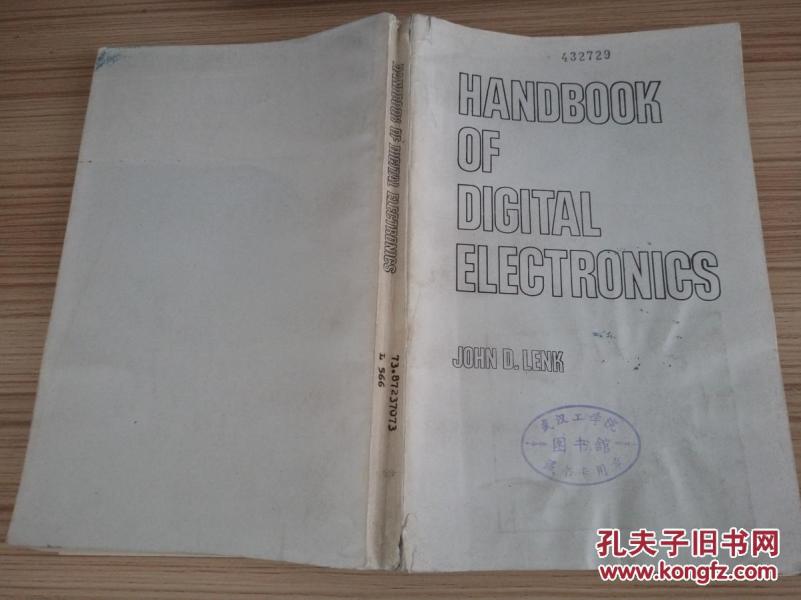 432729
HANDBOOK
OF
DIGITAL
ELECTRONICS
JOHN D. LENK
武汉工学院
图书館
HANDBOOK OF DIGITAL ELECTRONICS
73.87237073
L 566
孔夫子旧书网
www.kongfz.com